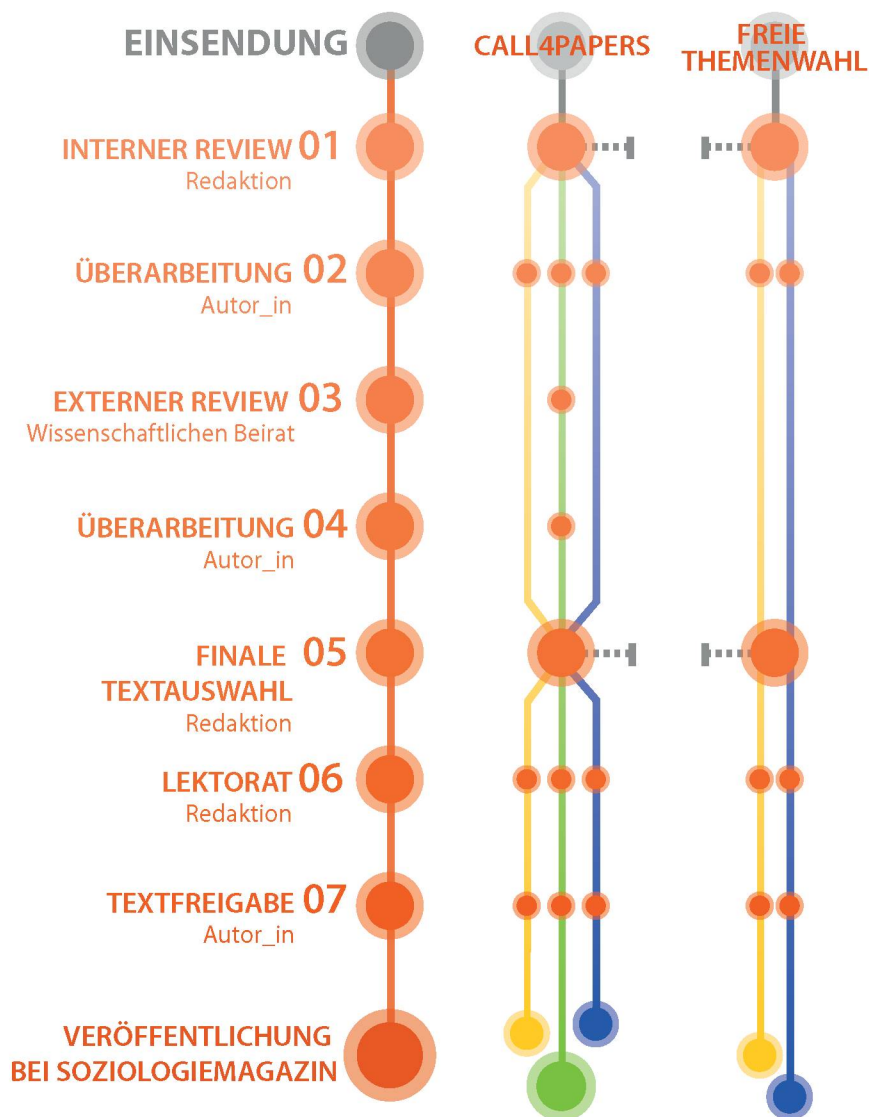 EINSENDUNG
CALL4PAPERS
FREIE
THEMENWAHL
INTERNER REVIEW 01
Redaktion
ÜBERARBEITUNG 02
Autor_in
EXTERNER REVIEW 03
Wissenschaftlichen Beirat
ÜBERARBEITUNG 04
Autor_in
FINALE 05
TEXTAUSWAHL
Redaktion
LEKTORAT 06
Redaktion
TEXTFREIGABE 07
Autor_in
VERÖFFENTLICHUNG
BEI SOZIOLOGIEMAGAZIN